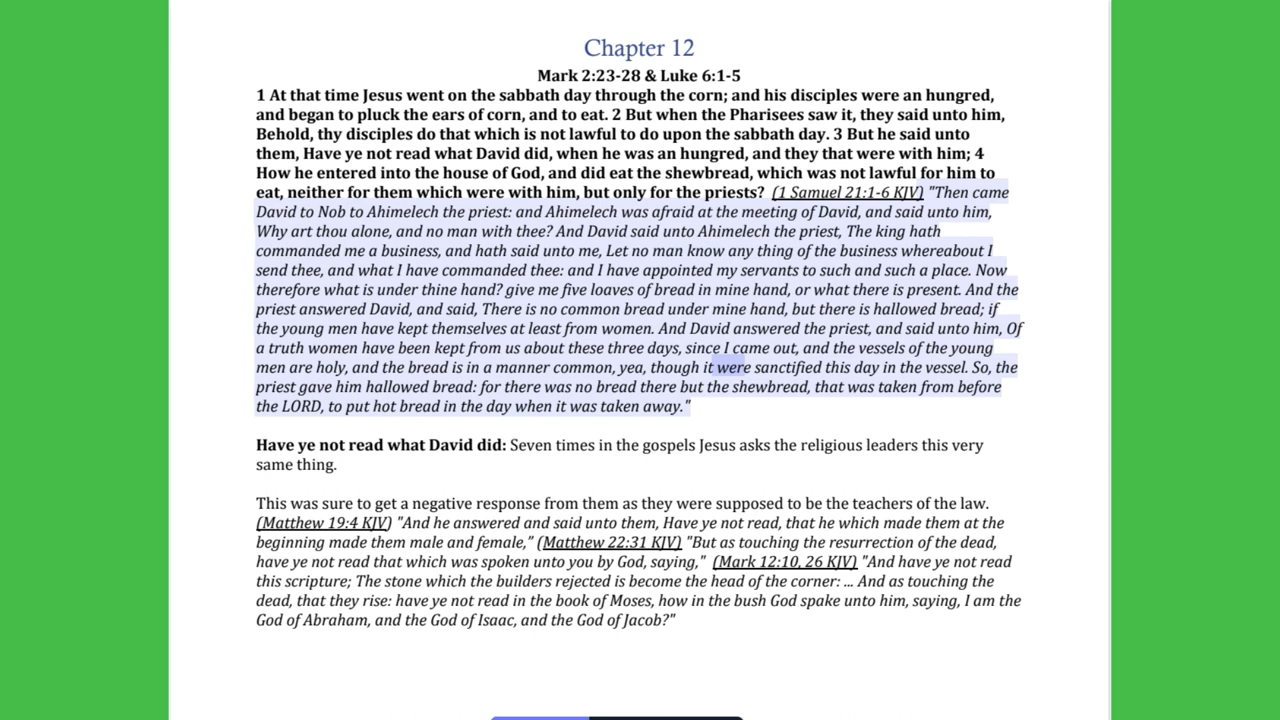 Chapter 12
Mark 2:23-28 & Luke 6:1-5
1 At that time Jesus went on the sabbath day through the corn; and his disciples were an hungred,
and began to pluck the ears of corn, and to eat. 2 But when the Pharisees saw it, they said unto him,
Behold, thy disciples do that which is not lawful to do upon the sabbath day. 3 But he said unto
them, Have ye not read what David did, when he was an hungred, and they that were with him; 4
How he entered into the house of God, and did eat the shewbread, which was not lawful for him to
eat, neither for them which were with him, but only for the priests? (1 Samuel 21:1-6 KJV) "Then came
David to Nob to Ahimelech the priest: and Ahimelech was afraid at the meeting of David, and said unto him,
Why art thou alone, and no man with thee? And David said unto Ahimelech the priest, The king hath
commanded me a business, and hath said unto me, Let no man know any thing of the business whereabout I
send thee, and what I have commanded thee: and I have appointed my servants to such and such a place. Now
therefore what is under thine hand? give me five loaves of bread in mine hand, or what there is present. And the
priest answered David, and said, There is no common bread under mine hand, but there is hallowed bread; if
the young men have kept themselves at least from women. And David answered the priest, and said unto him, Of
a truth women have been kept from us about these three days, since I came out, and the vessels of the young
men are holy, and the bread is in a manner common, yea, though it were sanctified this day in the vessel. So, the
priest gave him hallowed bread: for there was no bread there but the shewbread, that was taken from before
the LORD, to put hot bread in the day when it was taken away."
Have ye not read what David did: Seven times in the gospels Jesus asks the religious leaders this very
same thing.
This was sure to get a negative response from them as they were supposed to be the teachers of the law.
(Matthew 19:4 KJV) "And he answered and said unto them, Have ye not read, that he which made them at the
beginning made them male and female," (Matthew 22:31 KJV) "But as touching the resurrection of the dead,
have ye not read that which was spoken unto you by God, saying," (Mark 12:10, 26 KJV) "And have ye not read
this scripture; The stone which the builders rejected is become the head of the corner: ... And as touching the
dead, that they rise: have ye not read in the book of Moses, how in the bush God spake unto him, saying, I am the
God of Abraham, and the God of Isaac, and the God of Jacob?"